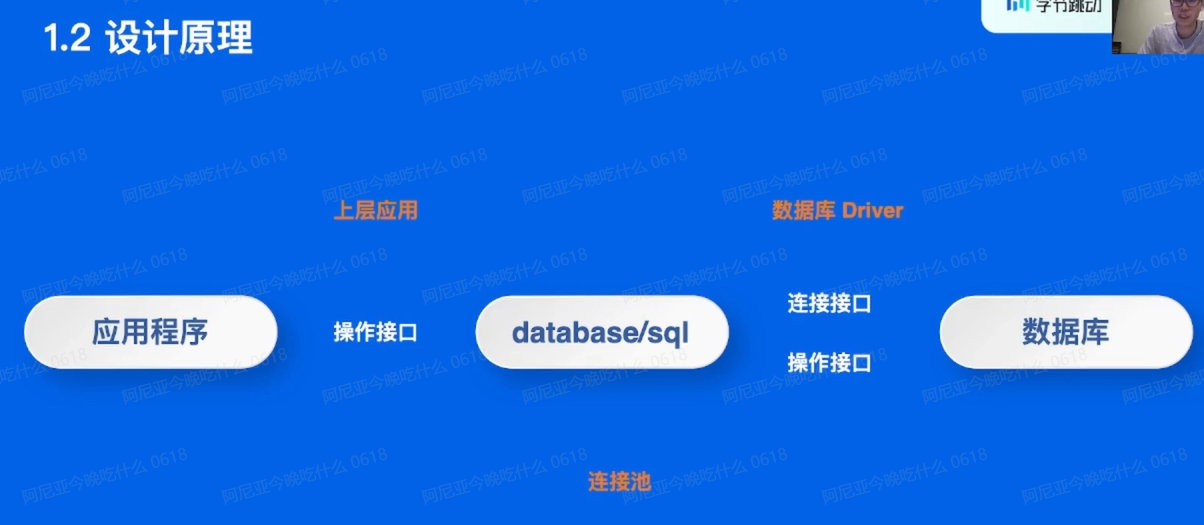 1.2 设计原理
字节跳动
上层应用
数据库 Driver
应用程序
操作接口
database/sql
连接接口
操作接口
数据库
连接池
阿尼亚今晚吃什么 0618